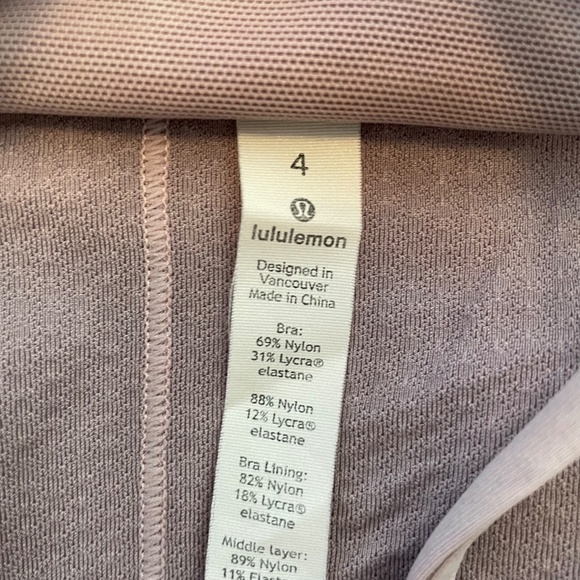 4
lululemon
Designed in
Vancouver
Made in China
Bra:
69% Nylon
31% Lycra®
elastane
88% Nylon
12% Lycra®
elastane
Bra Lining:
82% Nylon
18% Lycra®
elastane
Middle layer:
89% Nylon
11%